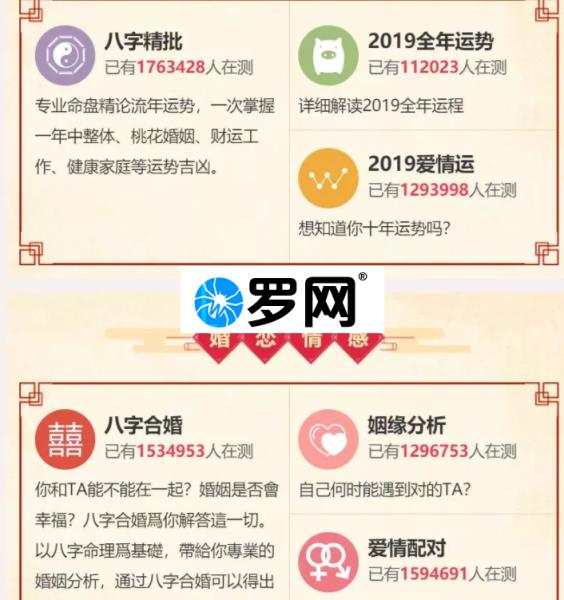 八字精批
已有1763428人在测
专业命盘精论流年运势，一次掌握
一年中整体、桃花婚姻、财运工
作、健康家庭等运势吉凶。
2019全年运势
已有112023人在测
详细解读2019全年运程
2019爱情运
已有1293998人在测
想知道你十年运势吗？
罗网®
婚恋情感
八字合婚
已有1534953人在测
你和TA能不能在一起？婚姻是否會
幸福？八字合婚爲你解答這一切。
以八字命理爲基礎，帶給你專業的
婚姻分析，通過八字合婚可以得出
姻缘分析
已有1296753人在测
自己何时能遇到对的TA？
爱情配对
已有1594691人在测